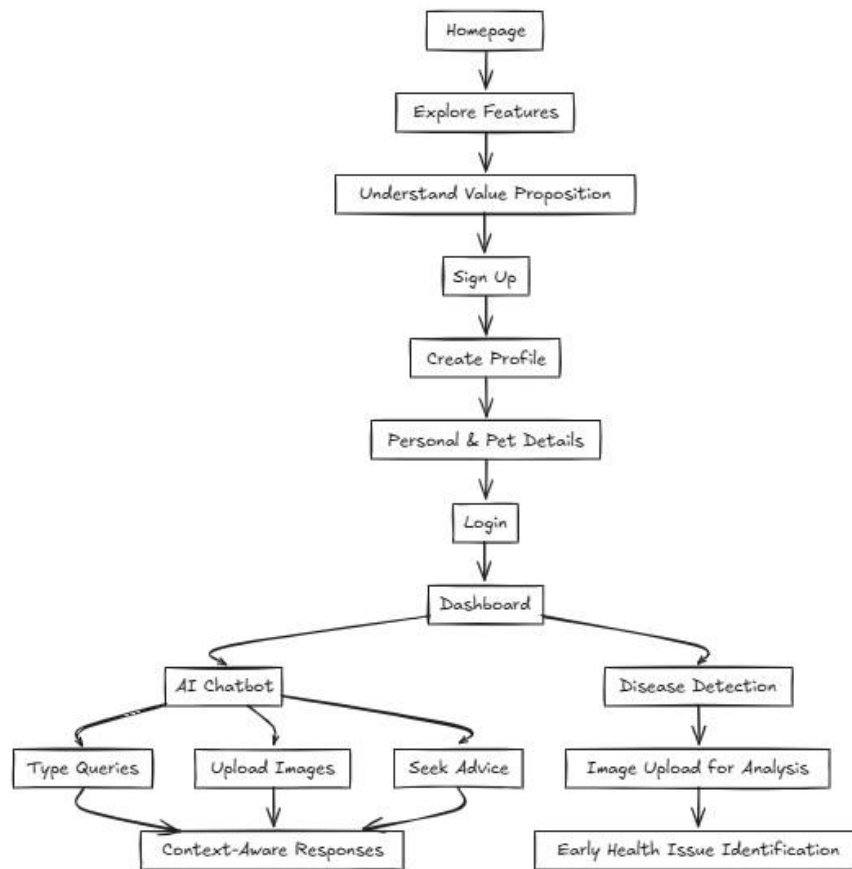 Homepage
Explore Features
Understand Value Proposition
Sign Up
Create Profile
Personal & Pet Details
Login
Dashboard
AI Chatbot
Disease Detection
Type Queries
Upload Images
Seek Advice
Image Upload for Analysis
Context-Aware Responses
Early Health Issue Identification